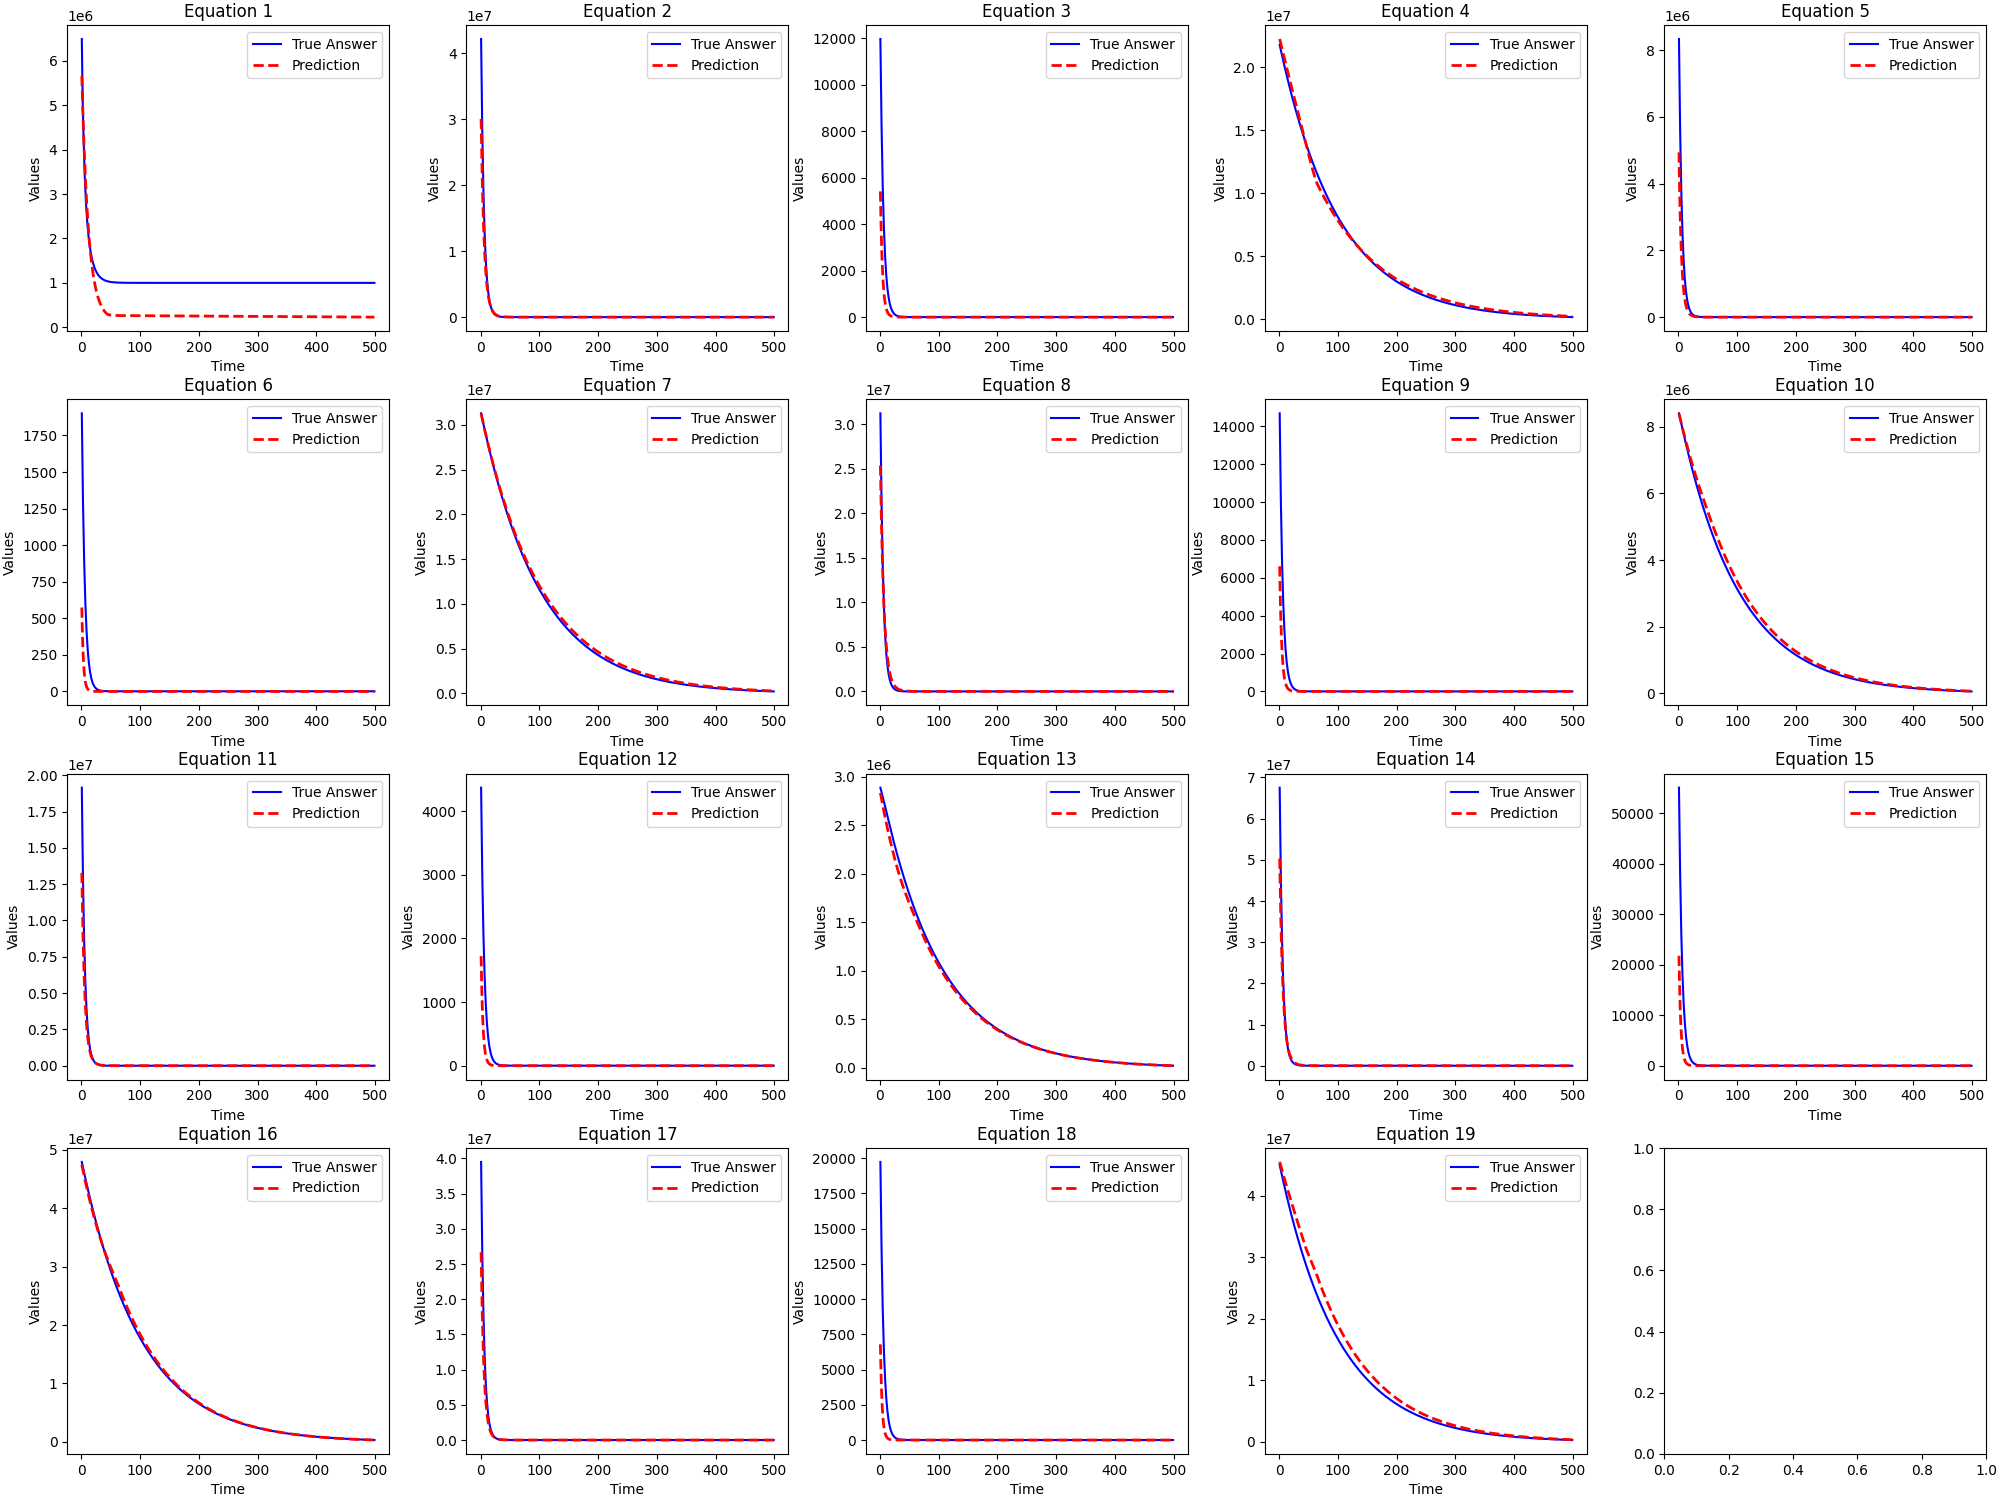 Equation 1
1e6
True Answer
Prediction
Values
6
5
4
3
2
1
0
0 100 200 300 400 500
Time
Equation 2
1e7
True Answer
Prediction
Values
4
3
2
1
0
0 100 200 300 400 500
Time
Equation 3
True Answer
Prediction
Values
12000
10000
8000
6000
4000
2000
0
0 100 200 300 400 500
Time
Equation 4
1e7
True Answer
Prediction
Values
2.0
1.5
1.0
0.5
0.0
0 100 200 300 400 500
Time
Equation 5
1e6
True Answer
Prediction
Values
8
6
4
2
0
0 100 200 300 400 500
Time
Equation 6
True Answer
Prediction
Values
1750
1500
1250
1000
750
500
250
0
0 100 200 300 400 500
Time
Equation 7
1e7
True Answer
Prediction
Values
3.0
2.5
2.0
1.5
1.0
0.5
0.0
0 100 200 300 400 500
Time
Equation 8
1e7
True Answer
Prediction
Values
3.0
2.5
2.0
1.5
1.0
0.5
0.0
0 100 200 300 400 500
Time
Equation 9
True Answer
Prediction
Values
14000
12000
10000
8000
6000
4000
2000
0
0 100 200 300 400 500
Time
Equation 10
1e6
True Answer
Prediction
Values
8
6
4
2
0
0 100 200 300 400 500
Time
Equation 11
1e7
True Answer
Prediction
Values
2.00
1.75
1.50
1.25
1.00
0.75
0.50
0.25
0.00
0 100 200 300 400 500
Time
Equation 12
True Answer
Prediction
Values
4000
3000
2000
1000
0
0 100 200 300 400 500
Time
Equation 13
1e6
True Answer
Prediction
Values
3.0
2.5
2.0
1.5
1.0
0.5
0.0
0 100 200 300 400 500
Time
Equation 14
1e7
True Answer
Prediction
Values
7
6
5
4
3
2
1
0
0 100 200 300 400 500
Time
Equation 15
True Answer
Prediction
Values
50000
40000
30000
20000
10000
0
0 100 200 300 400 500
Time
Equation 16
1e7
True Answer
Prediction
Values
5
4
3
2
1
0
0 100 200 300 400 500
Time
Equation 17
1e7
True Answer
Prediction
Values
4.0
3.5
3.0
2.5
2.0
1.5
1.0
0.5
0.0
0 100 200 300 400 500
Time
Equation 18
True Answer
Prediction
Values
20000
17500
15000
12500
10000
7500
5000
2500
0
0 100 200 300 400 500
Time
Equation 19
1e7
True Answer
Prediction
Values
4
3
2
1
0
0 100 200 300 400 500
Time
1.0
0.8
0.6
0.4
0.2
0.0
0.0 0.2 0.4 0.6 0.8 1.0